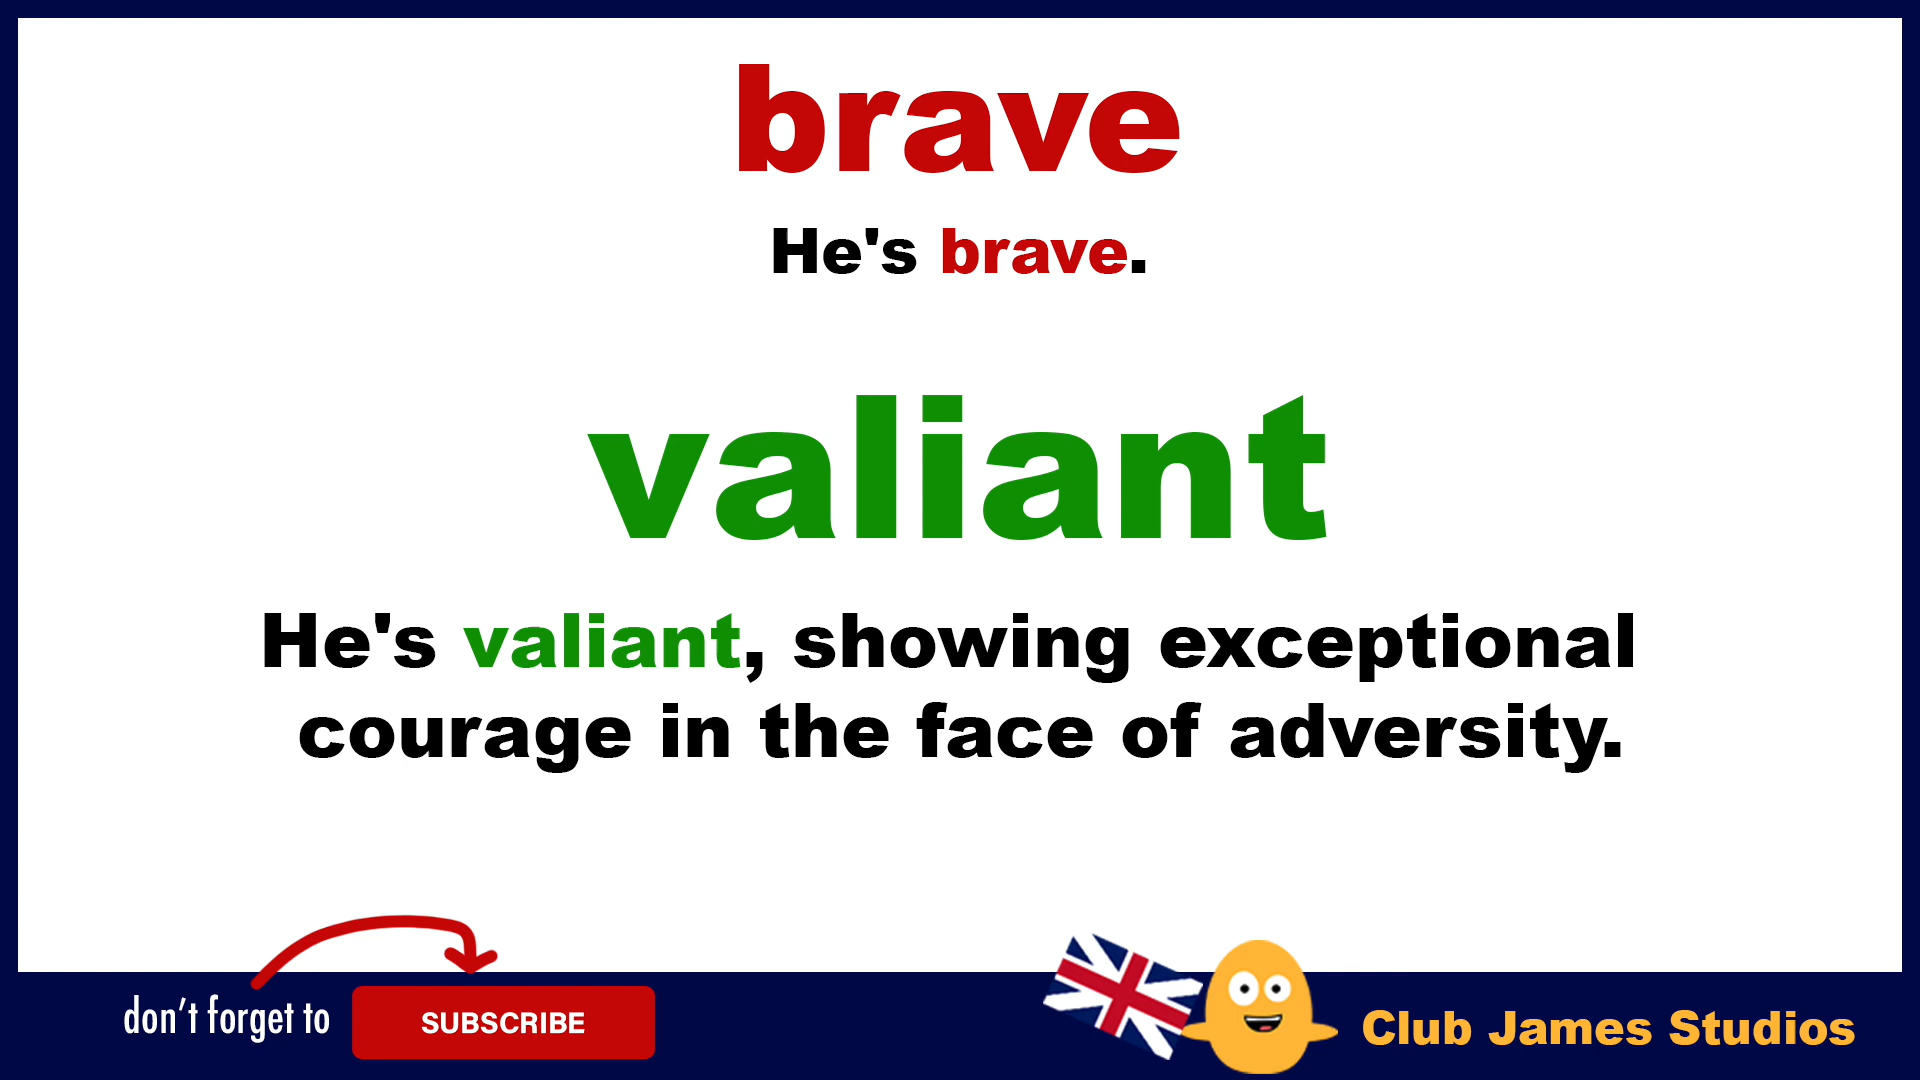 brave
He's brave.
valiant
He's valiant, showing exceptional
courage in the face of adversity.
don't forget to
SUBSCRIBE
Club James Studios